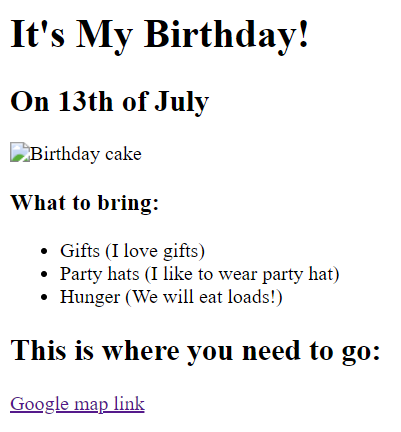 It's My Birthday!
On 13th of July
Birthday cake
What to bring:
Gifts (I love gifts)
Party hats (I like to wear party hat)
Hunger (We will eat loads!)
This is where you need to go:
Google map link